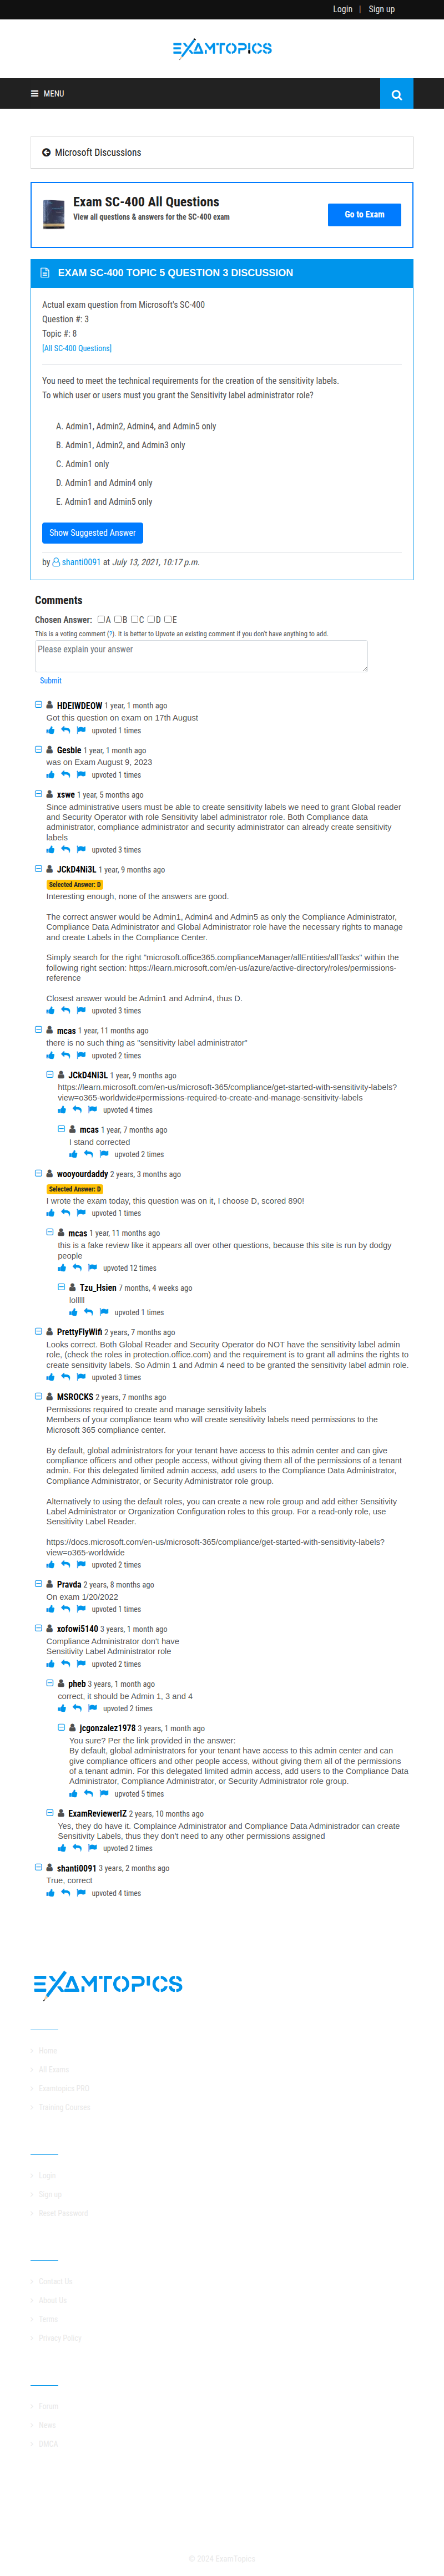 Login | Sign up
EXAMTOPICS
MENU
Microsoft Discussions
Exam SC-400 All Questions
View all questions & answers for the SC-400 exam
Go to Exam
EXAM SC-400 TOPIC 5 QUESTION 3 DISCUSSION
Actual exam question from Microsoft's SC-400
Question #: 3
Topic #: 8
[All SC-400 Questions]
You need to meet the technical requirements for the creation of the sensitivity labels.
To which user or users must you grant the Sensitivity label administrator role?
A. Admin1, Admin2, Admin4, and Admin5 only
B. Admin1, Admin2, and Admin3 only
C. Admin1 only
D. Admin1 and Admin4 only
E. Admin1 and Admin5 only
Show Suggested Answer
by shanti0091 at July 13, 2021, 10:17 p.m.
Comments
Chosen Answer: A B C D E
This is a voting comment (?). It is better to Upvote an existing comment if you don't have anything to add.
Please explain your answer
Submit
HDEIWDEOW 1 year, 1 month ago
Got this question on exam on 17th August
upvoted 1 times
Gesbie 1 year, 1 month ago
was on Exam August 9, 2023
upvoted 1 times
xswe 1 year, 5 months ago
Since administrative users must be able to create sensitivity labels we need to grant Global reader
and Security Operator with role Sensitivity label administrator role. Both Compliance data
administrator, compliance administrator and security administrator can already create sensitivity
labels
upvoted 3 times
JCkD4Ni3L 1 year, 9 months ago
Selected Answer: D
Interesting enough, none of the answers are good.
The correct answer would be Admin1, Admin4 and Admin5 as only the Compliance Administrator,
Compliance Data Administrator and Global Administrator role have the necessary rights to manage
and create Labels in the Compliance Center.
Simply search for the right "microsoft.office365.complianceManager/allEntities/allTasks" within the
following right section: https://learn.microsoft.com/en-us/azure/active-directory/roles/permissions-
reference
Closest answer would be Admin1 and Admin4, thus D.
upvoted 3 times
mcas 1 year, 11 months ago
there is no such thing as "sensitivity label administrator"
upvoted 2 times
JCkD4Ni3L 1 year, 9 months ago
https://learn.microsoft.com/en-us/microsoft-365/compliance/get-started-with-sensitivity-labels?
view=o365-worldwide#permissions-required-to-create-and-manage-sensitivity-labels
upvoted 4 times
mcas 1 year, 7 months ago
I stand corrected
upvoted 2 times
wooyourdaddy 2 years, 3 months ago
Selected Answer: D
I wrote the exam today, this question was on it, I choose D, scored 890!
upvoted 1 times
mcas 1 year, 11 months ago
this is a fake review like it appears all over other questions, because this site is run by dodgy
people
upvoted 12 times
Tzu_Hsien 7 months, 4 weeks ago
lolllll
upvoted 1 times
PrettyFlyWifi 2 years, 7 months ago
Looks correct. Both Global Reader and Security Operator do NOT have the sensitivity label admin
role, (check the roles in protection.office.com) and the requirement is to grant all admins the rights to
create sensitivity labels. So Admin 1 and Admin 4 need to be granted the sensitivity label admin role.
upvoted 3 times
MSROCKS 2 years, 7 months ago
Permissions required to create and manage sensitivity labels
Members of your compliance team who will create sensitivity labels need permissions to the
Microsoft 365 compliance center.
By default, global administrators for your tenant have access to this admin center and can give
compliance officers and other people access, without giving them all of the permissions of a tenant
admin. For this delegated limited admin access, add users to the Compliance Data Administrator,
Compliance Administrator, or Security Administrator role group.
Alternatively to using the default roles, you can create a new role group and add either Sensitivity
Label Administrator or Organization Configuration roles to this group. For a read-only role, use
Sensitivity Label Reader.
https://docs.microsoft.com/en-us/microsoft-365/compliance/get-started-with-sensitivity-labels?
view=o365-worldwide
upvoted 2 times
Pravda 2 years, 8 months ago
On exam 1/20/2022
upvoted 1 times
xofowi5140 3 years, 1 month ago
Compliance Administrator don't have
Sensitivity Label Administrator role
upvoted 2 times
pheb 3 years, 1 month ago
correct, it should be Admin 1, 3 and 4
upvoted 2 times
jcgonzalez1978 3 years, 1 month ago
You sure? Per the link provided in the answer:
By default, global administrators for your tenant have access to this admin center and can
give compliance officers and other people access, without giving them all of the permissions
of a tenant admin. For this delegated limited admin access, add users to the Compliance Data
Administrator, Compliance Administrator, or Security Administrator role group.
upvoted 5 times
ExamReviewerIZ 2 years, 10 months ago
Yes, they do have it. Complaince Administrator and Compliance Data Administrador can create
Sensitivity Labels, thus they don't need to any other permissions assigned
upvoted 2 times
shanti0091 3 years, 2 months ago
True, correct
upvoted 4 times
EXAMTOPICS
Home
All Exams
Examtopics PRO
Training Courses
Login
Sign up
Reset Password
Contact Us
About Us
Terms
Privacy Policy
Forum
News
DMCA
© 2024 ExamTopics